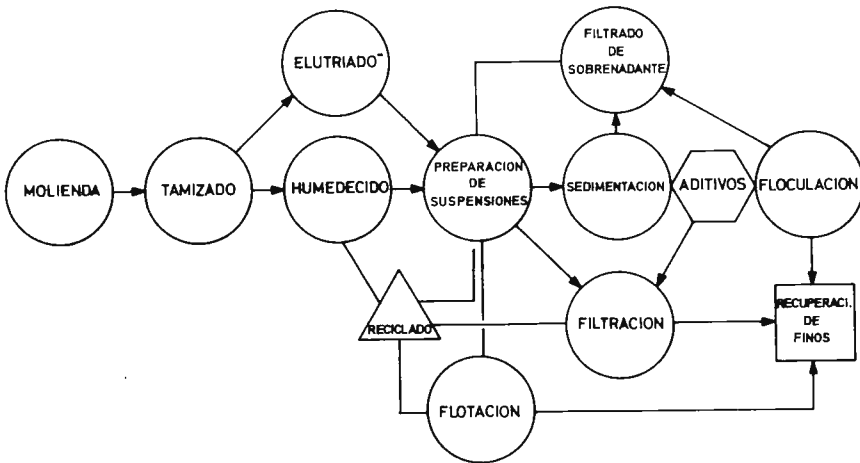 ELUTRIADO
FILTRADO
DE
SOBRENADANTE
MOLIENDA
TAMIZADO
HUMEDECIDO
PREPARACION
DE
SUSPENSIONES
SEDIMENTACION
ADITIVOS
FLOCULACION
RECICLADO
FILTRACION
RECUPERACI.
DE
FINOS
FLOTACION